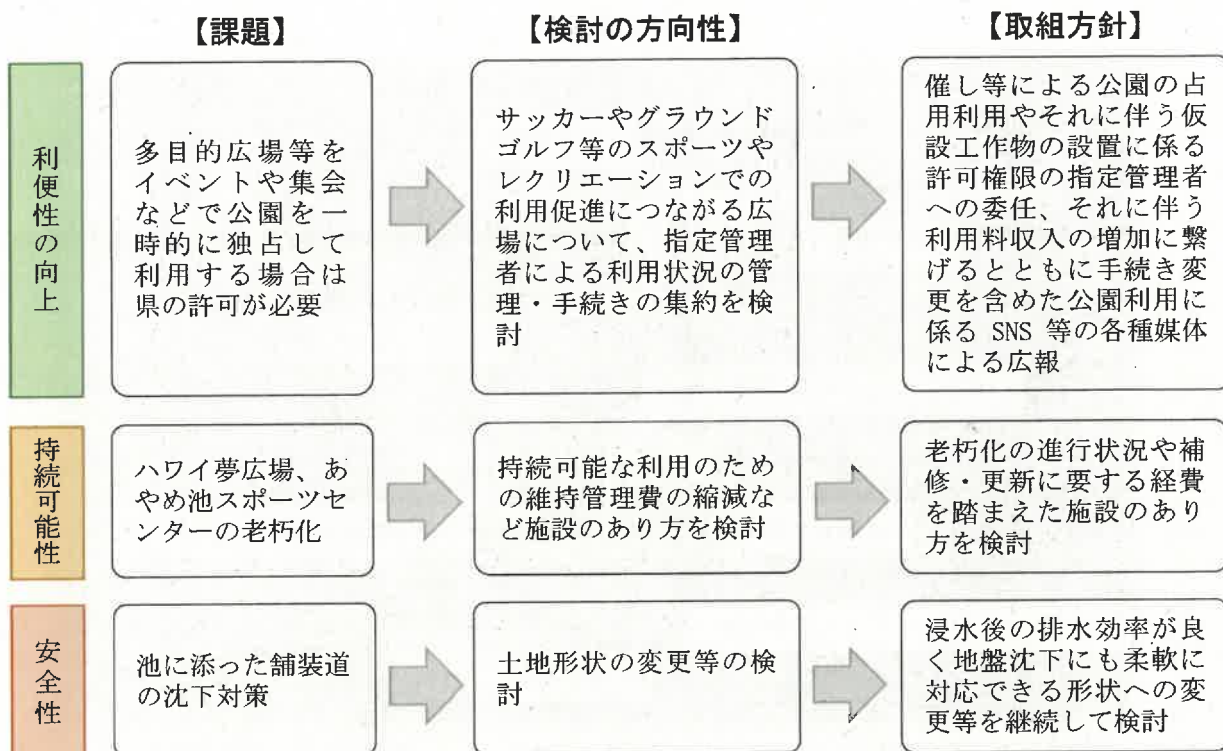 【課題】
【検討の方向性】
【取組方針】
利便性の向上
多目的広場等を
イベントや集会
などで公園を一
時的に独占して
利用する場合は
県の許可が必要
サッカーやグラウンド
ゴルフ等のスポーツや
レクリエーションでの
利用促進につながる広
場について、指定管理
者による利用状況の管
理・手続きの集約を検
討
催し等による公園の占
用利用やそれに伴う仮
設工作物の設置に係る
許可権限の指定管理者
への委任、それに伴う
利用料収入の増加に繋
げるとともに手続き変
更を含めた公園利用に
係る SNS 等の各種媒体
による広報
持続可能性
ハワイ夢広場、あ
やめ池スポーツセ
ンターの老朽化
持続可能な利用のため
の維持管理費の縮減な
ど施設のあり方を検討
老朽化の進行状況や補
修・更新に要する経費
を踏まえた施設のあり
方を検討
安全性
池に添った舗装道
の沈下対策
土地形状の変更等の検
討
浸水後の排水効率が良
く地盤沈下にも柔軟に
対応できる形状への変
更等を継続して検討